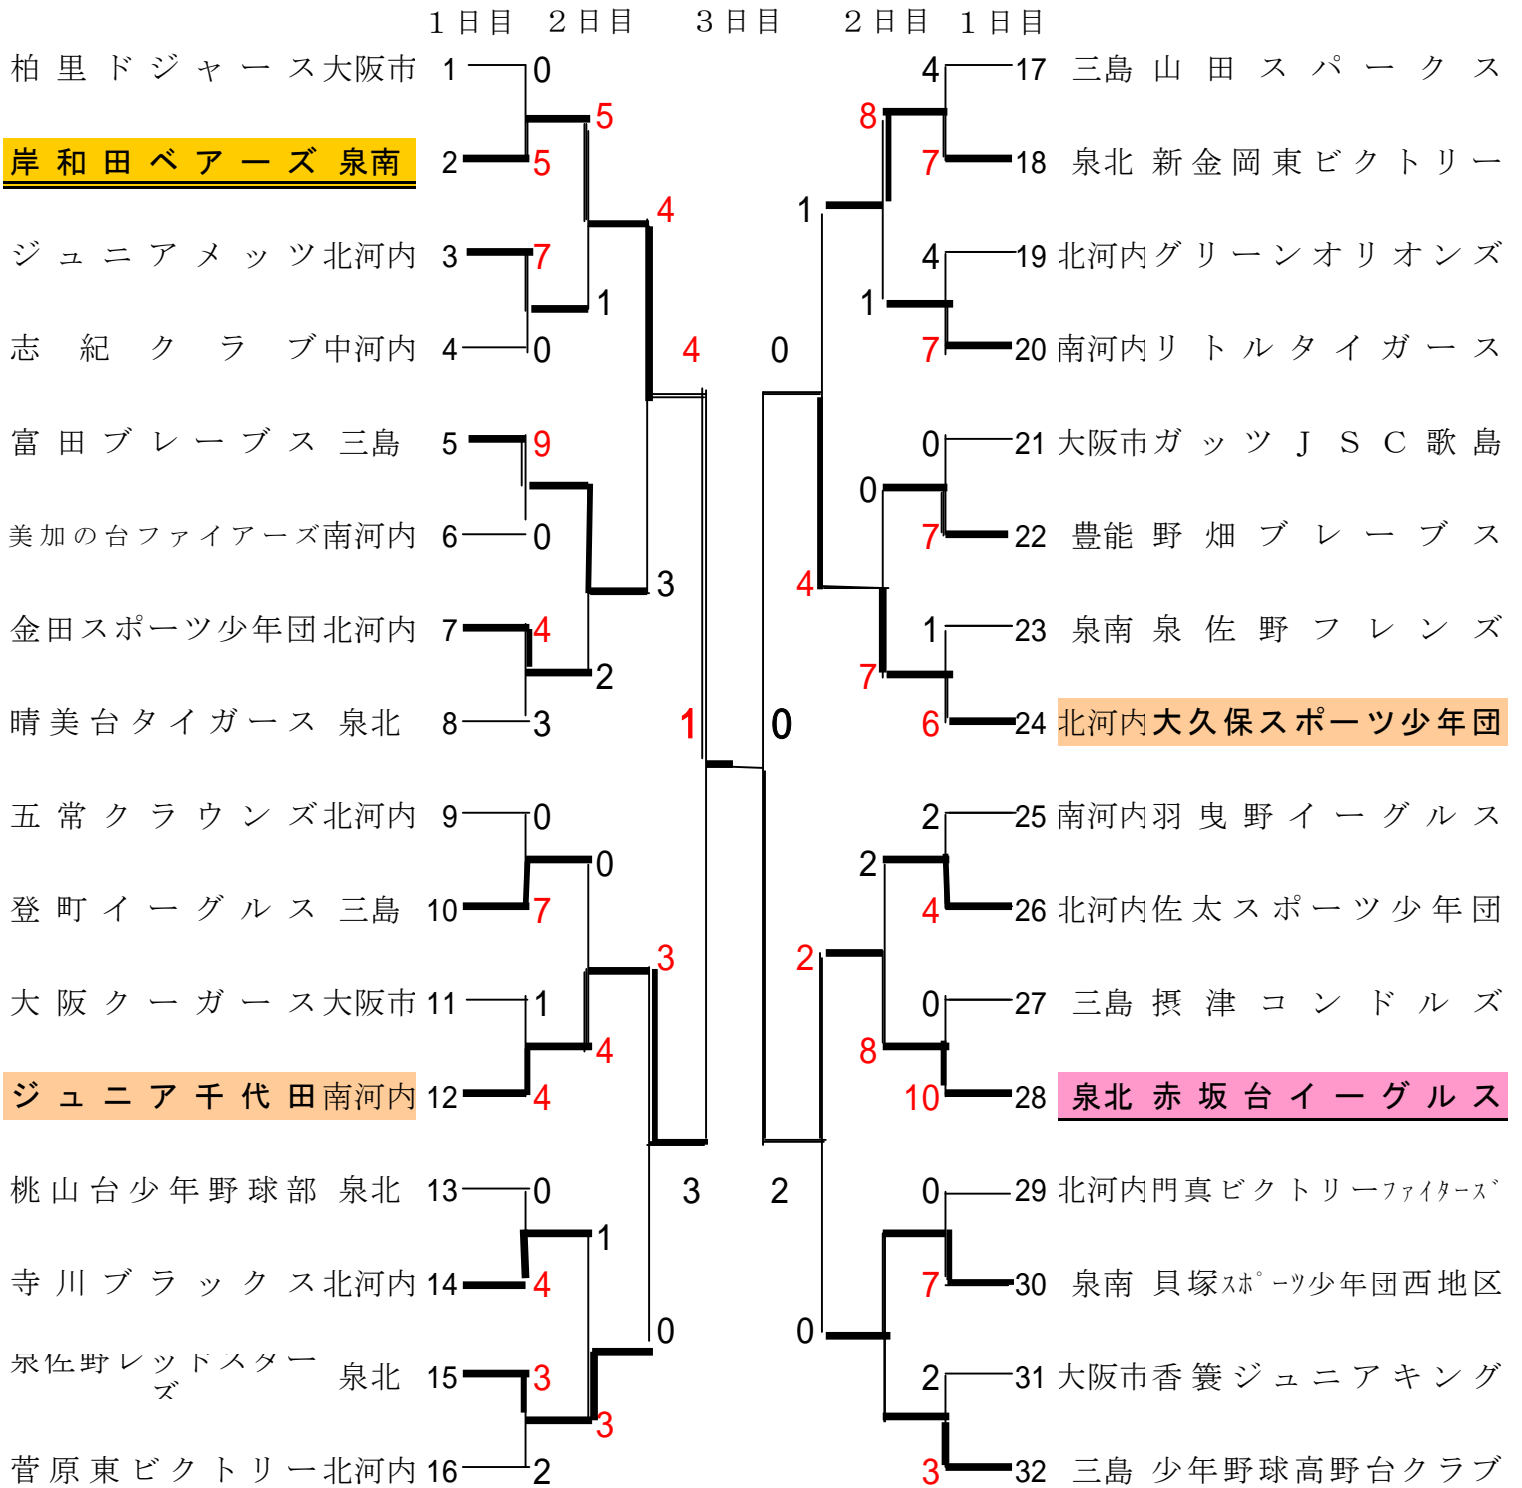 １日目 ２日目 ３日目 ２日目 １日目
柏里ドジャース大阪市 1 0 4 17 三島 山田スパークス
5 8
岸和田ベアーズ 泉南 2 5 7 18 泉北 新金岡東ビクトリー
4 1
ジュニアメッツ北河内 3 7 4 19 北河内グリーンオリオンズ
1 1
志紀クラブ中河内 4 0 4 0 7 20 南河内リトルタイガース
富田ブレーブス 三島 5 9 0 21 大阪市ガッツＪＳＣ歌島
0
美加の台ファイアーズ南河内 6 0 7 22 豊能 野畑ブレーブス
3 4
金田スポーツ少年団北河内 7 4 1 23 泉南 泉佐野フレンズ
2 7
晴美台タイガース 泉北 8 3 1 0 6 24 北河内大久保スポーツ少年団
五常クラウンズ北河内 9 0 2 25 南河内羽曳野イーグルス
0 2
登町イーグルス 三島 10 7 4 26 北河内佐太スポーツ少年団
3 2
大阪クーガース大阪市 11 1 0 27 三島 摂津コンドルズ
4 8
ジュニア千代田南河内 12 4 10 28 泉北 赤坂台イーグルス
桃山台少年野球部 泉北 13 0 3 2 0 29 北河内門真ビクトリーﾌｧｲﾀｰｽﾞ
1
寺川ブラックス北河内 14 4 7 30 泉南 貝塚ｽﾎﾟｰﾂ少年団西地区
0 0
泉佐野レッドスターズ 泉北 15 3 2 31 大阪市香簑ジュニアキング
3
菅原東ビクトリー北河内 16 2 3 32 三島 少年野球高野台クラブ